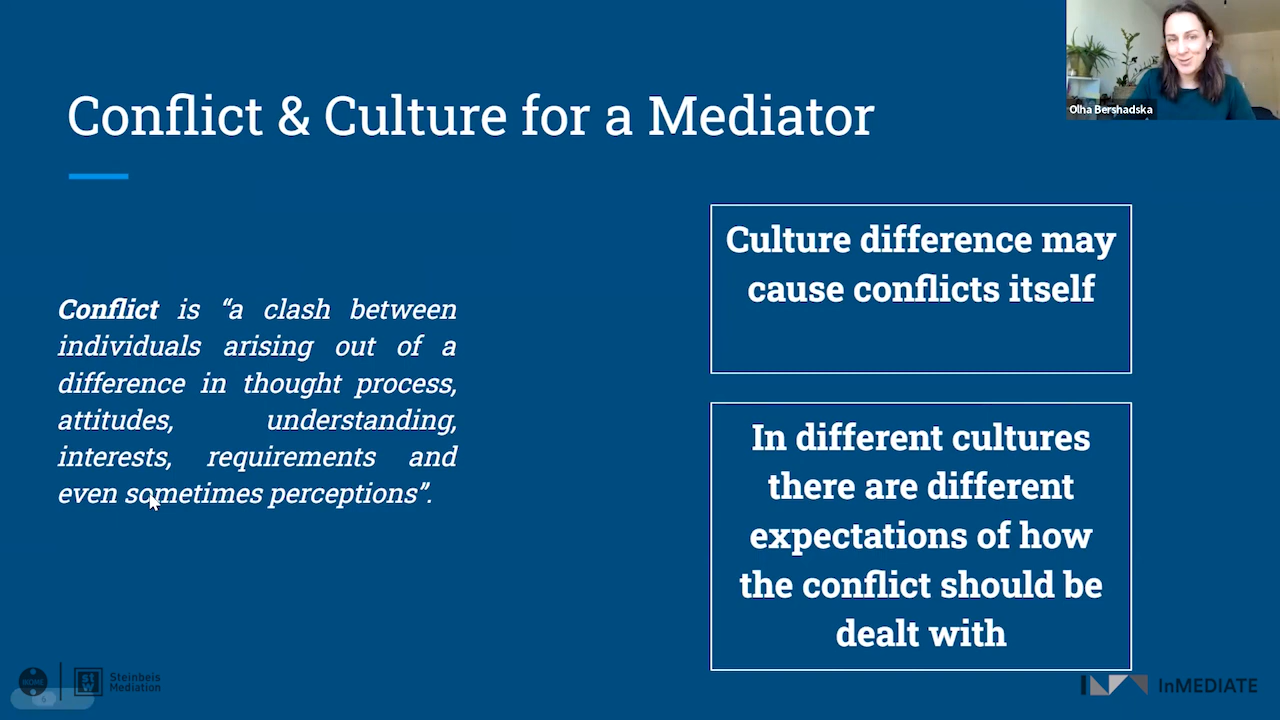 Olha Bershadska
Conflict & Culture for a Mediator
Conflict is “a clash between
individuals arising out of a
difference in thought process,
attitudes, understanding,
interests, requirements and
even sometimes perceptions”.
Culture difference may
cause conflicts itself
In different cultures
there are different
expectations of how
the conflict should be
dealt with
Steinbeis
Mediation
InMEDIATE